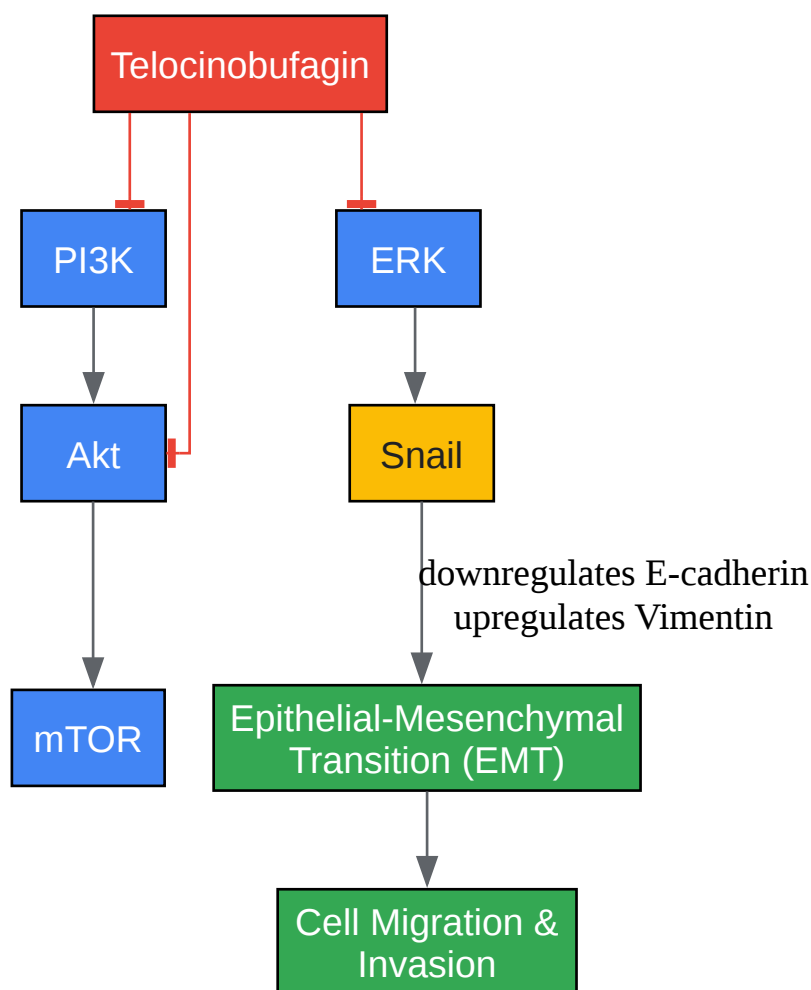 Telocinobufagin
PI3K
ERK
Akt
Snail
downregulates E-cadherin
upregulates Vimentin
mTOR
Epithelial-Mesenchymal
Transition (EMT)
Cell Migration &
Invasion